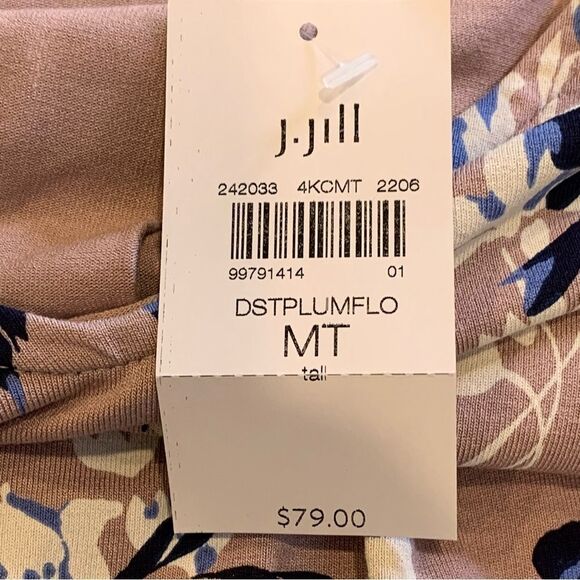 J.Jill
242033 4KCMT 2206
99791414 01
DSTPLUMFLO
MT
tall
$79.00